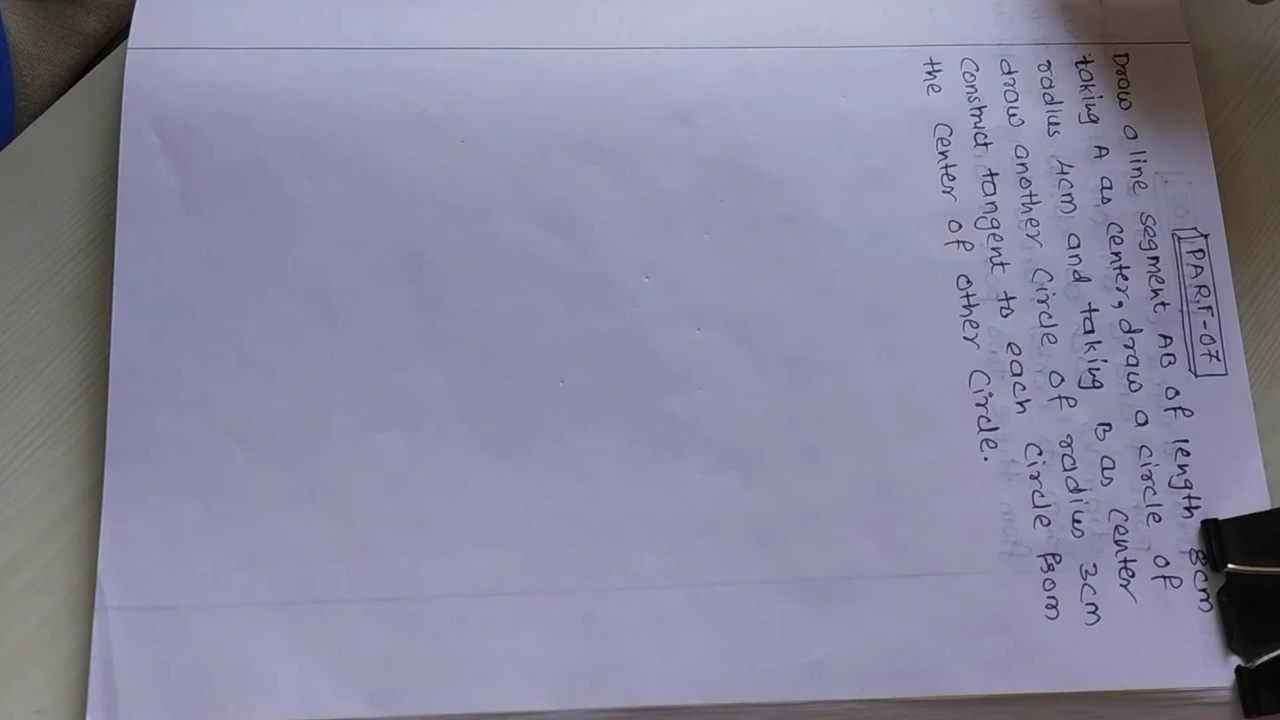 PART-07
Draw a line segment AB of length 8cm
taking A as center, draw a circle of
radius 4cm and taking B as center
draw another circle of radius 3cm
construct tangent to each circle from
the center of other circle.